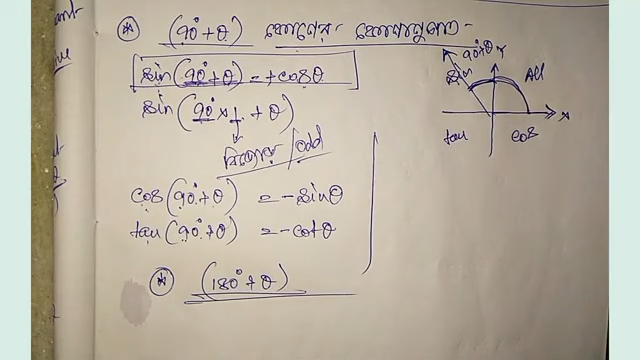 (90° + θ) কোণের কোণানুপাত
sin (90° + θ) = + cosθ
sin (90° × 1 + θ)
বিজোড় / odd
cos (90° + θ) = - sinθ
tan (90° + θ) = - cotθ
(180° + θ)
90° + θ Y
sin All
X
tan cos